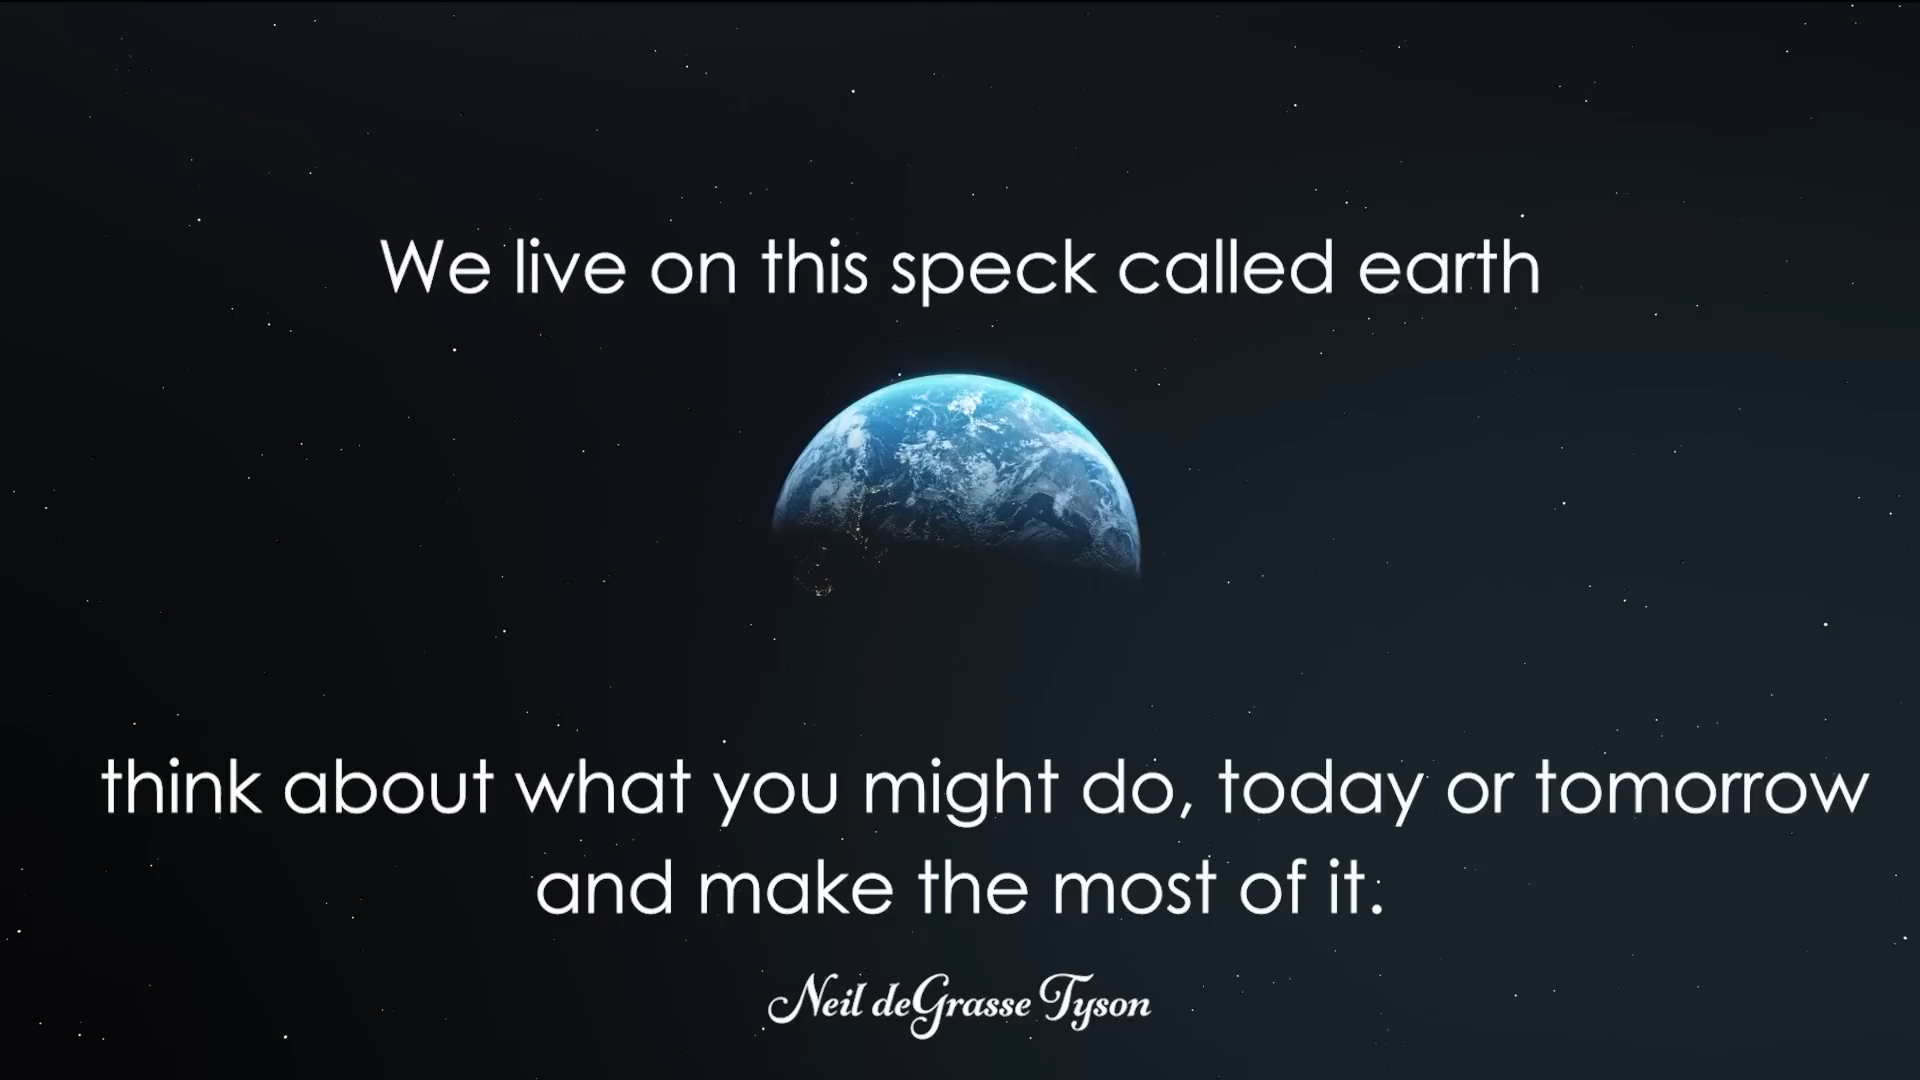 We live on this speck called earth
think about what you might do, today or tomorrow
and make the most of it.
Neil deGrasse Tyson